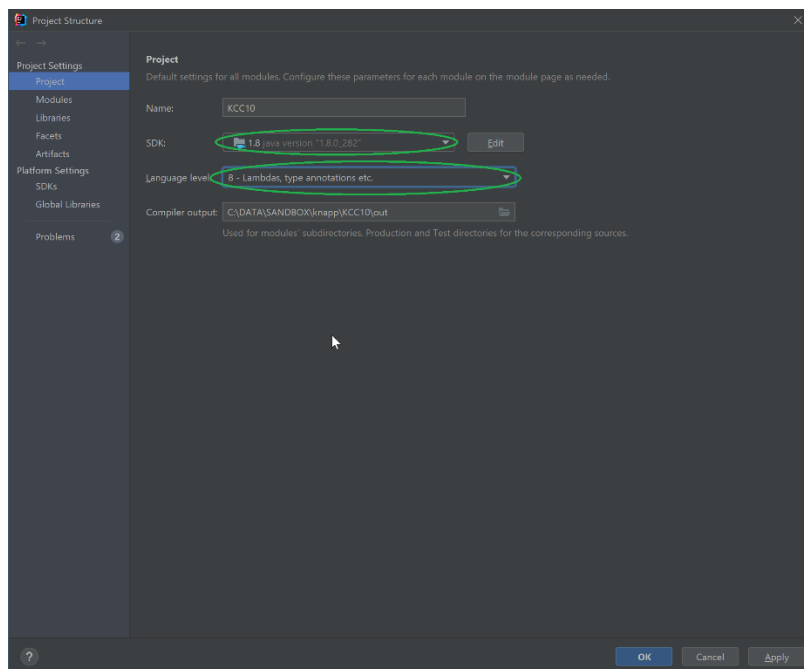 Project Structure
Project Settings
Project
Modules
Libraries
Facets
Artifacts
Platform Settings
SDKs
Global Libraries
Problems 2
Project
Default settings for all modules. Configure these parameters for each module on the module page as needed.
Name: KCC10
SDK: 1.8 java version "1.8.0_282" Edit
Language level: 8 - Lambdas, type annotations etc.
Compiler output: C:\DATA\SANDBOX\knapp\KCC10\out
Used for modules' subdirectories. Production and Test directories for the corresponding sources.
? OK Cancel Apply